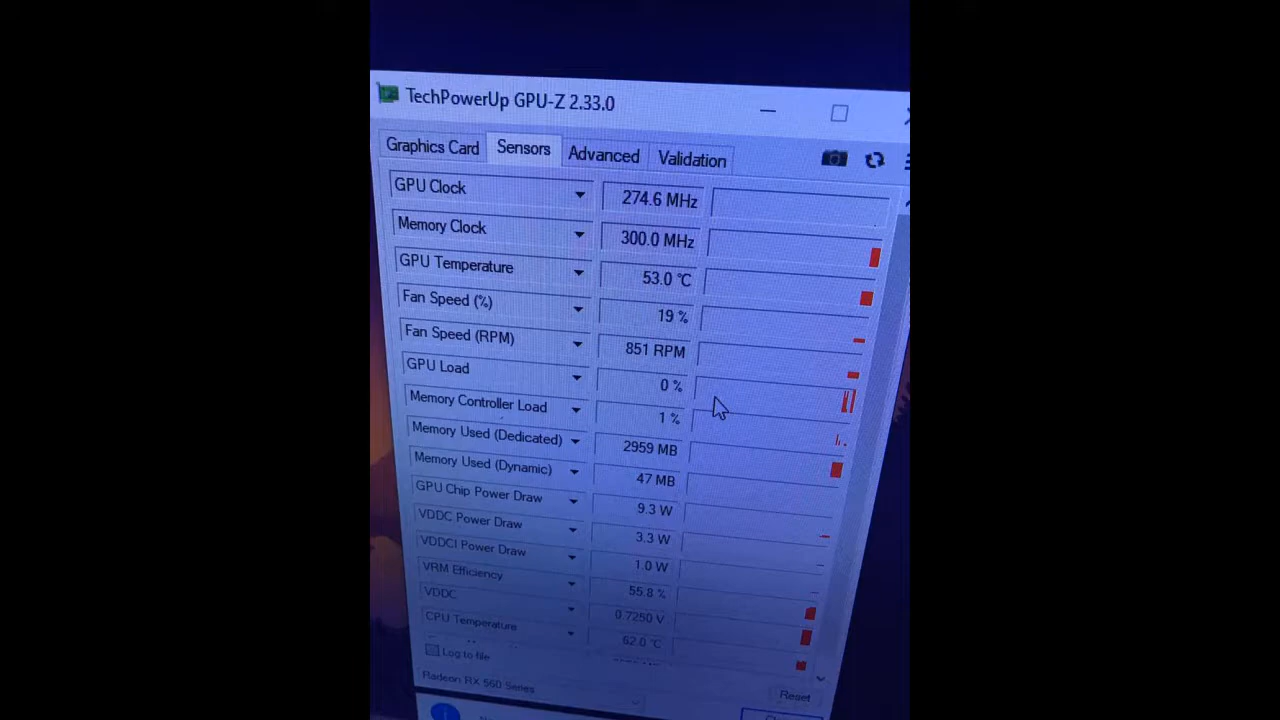 TechPowerUp GPU-Z 2.33.0
Graphics Card Sensors Advanced Validation
GPU Clock 274.6 MHz
Memory Clock 300.0 MHz
GPU Temperature 53.0 °C
Fan Speed (%) 19 %
Fan Speed (RPM) 851 RPM
GPU Load 0 %
Memory Controller Load 1 %
Memory Used (Dedicated) 2959 MB
Memory Used (Dynamic) 47 MB
GPU Chip Power Draw 9.3 W
VDDC Power Draw 3.3 W
VDDCI Power Draw 1.0 W
VRM Efficiency 55.8 %
VDDC 0.7250 V
CPU Temperature 62.0 °C
Log to file
Reset
Radeon RX 560 Series